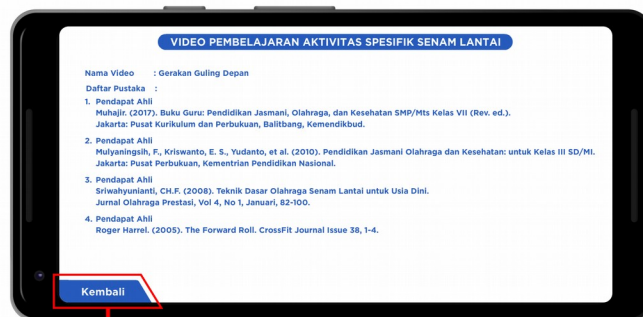 VIDEO PEMBELAJARAN AKTIVITAS SPESIFIK SENAM LANTAI
Nama Video : Gerakan Guling Depan
Daftar Pustaka :
1. Pendapat Ahli
Muhajir. (2017). Buku Guru: Pendidikan Jasmani, Olahraga, dan Kesehatan SMP/Mts Kelas VII (Rev. ed.).
Jakarta: Pusat Kurikulum dan Perbukuan, Balitbang, Kemendikbud.
2. Pendapat Ahli
Mulyaningsih, F., Kriswanto, E. S., Yudanto, et al. (2010). Pendidikan Jasmani Olahraga dan Kesehatan: untuk Kelas III SD/MI.
Jakarta: Pusat Perbukuan, Kementrian Pendidikan Nasional.
3. Pendapat Ahli
Sriwahyunianti, CH.F. (2008). Teknik Dasar Olahraga Senam Lantai untuk Usia Dini.
Jurnal Olahraga Prestasi, Vol 4, No 1, Januari, 82-100.
4. Pendapat Ahli
Roger Harrel. (2005). The Forward Roll. CrossFit Journal Issue 38, 1-4.
Kembali